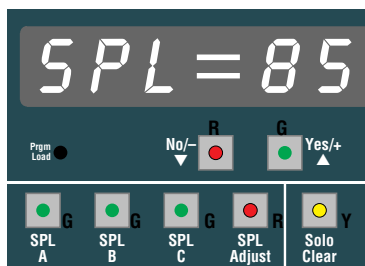 SPL=85
R G
Prgm Load No/– Yes/+
G G G R Y
SPL A SPL B SPL C SPL Adjust Solo Clear